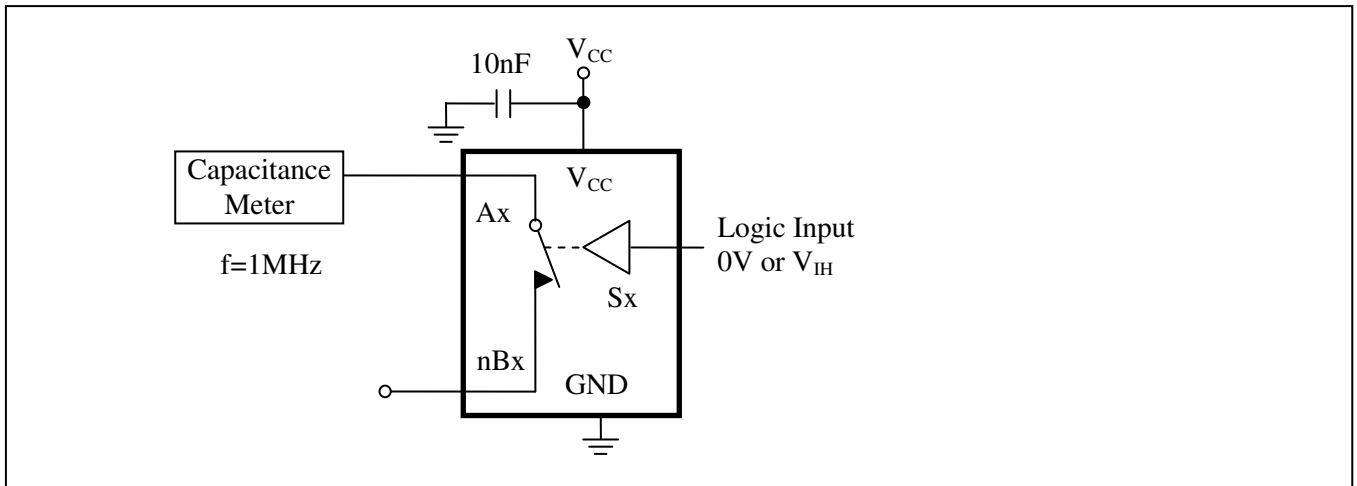 V_CC
10nF
Capacitance
Meter
f=1MHz
V_CC
Ax
Sx
Logic Input
0V or V_IH
nBx
GND